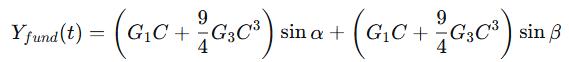 Y_{fund}(t) = \left( G_1 C + \frac{9}{4} G_3 C^3 \right) \sin \alpha + \left( G_1 C + \frac{9}{4} G_3 C^3 \right) \sin \beta